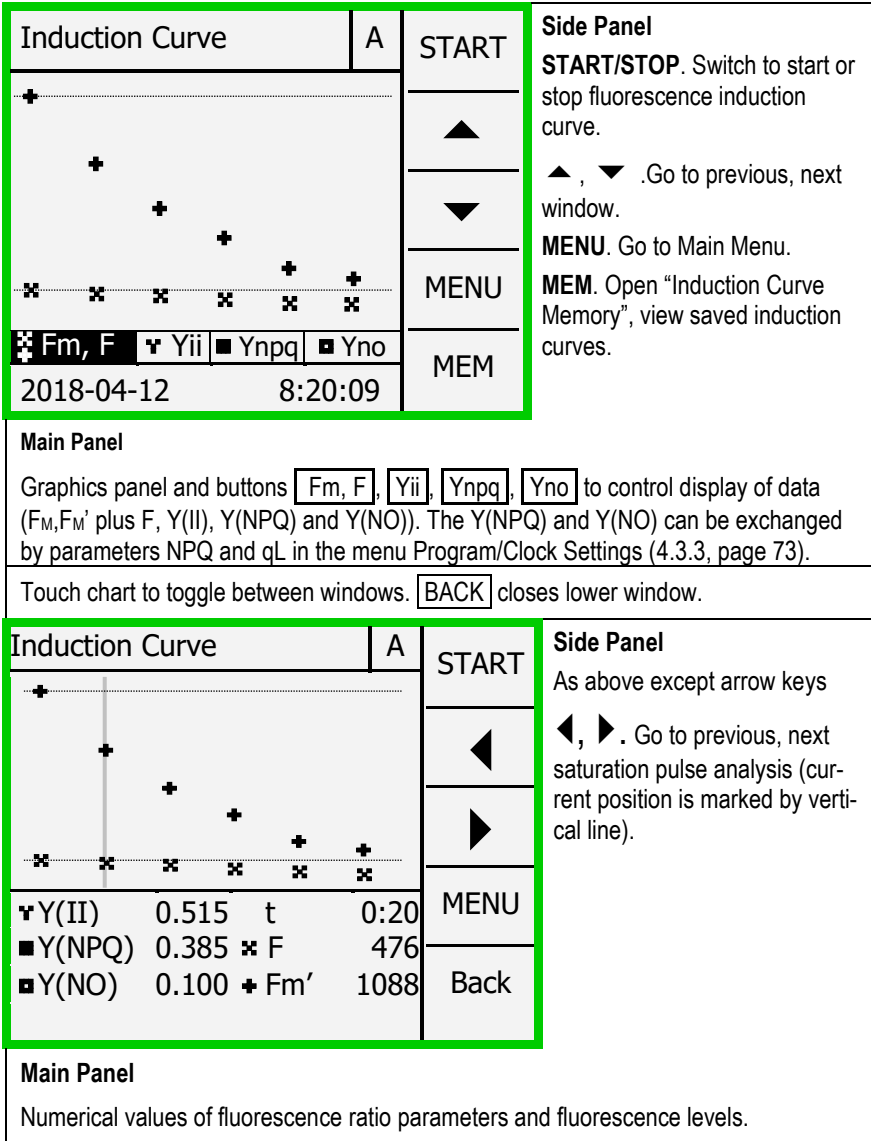 Induction Curve
A
START
MENU
MEM
Fm, F
Yii
Ynpq
Yno
2018-04-12 8:20:09
Side Panel
START/STOP. Switch to start or
stop fluorescence induction
curve.
▲ , ▼ .Go to previous, next
window.
MENU. Go to Main Menu.
MEM. Open “Induction Curve
Memory”, view saved induction
curves.
Main Panel
Graphics panel and buttons Fm, F, Yii, Ynpq, Yno to control display of data
(FM,FM’ plus F, Y(II), Y(NPQ) and Y(NO)). The Y(NPQ) and Y(NO) can be exchanged
by parameters NPQ and qL in the menu Program/Clock Settings (4.3.3, page 73).
Touch chart to toggle between windows. BACK closes lower window.
Induction Curve
A
START
MENU
Back
Y(II) 0.515 t 0:20
Y(NPQ) 0.385 F 476
Y(NO) 0.100 Fm′ 1088
Side Panel
As above except arrow keys
◀, ▶. Go to previous, next
saturation pulse analysis (cur-
rent position is marked by verti-
cal line).
Main Panel
Numerical values of fluorescence ratio parameters and fluorescence levels.